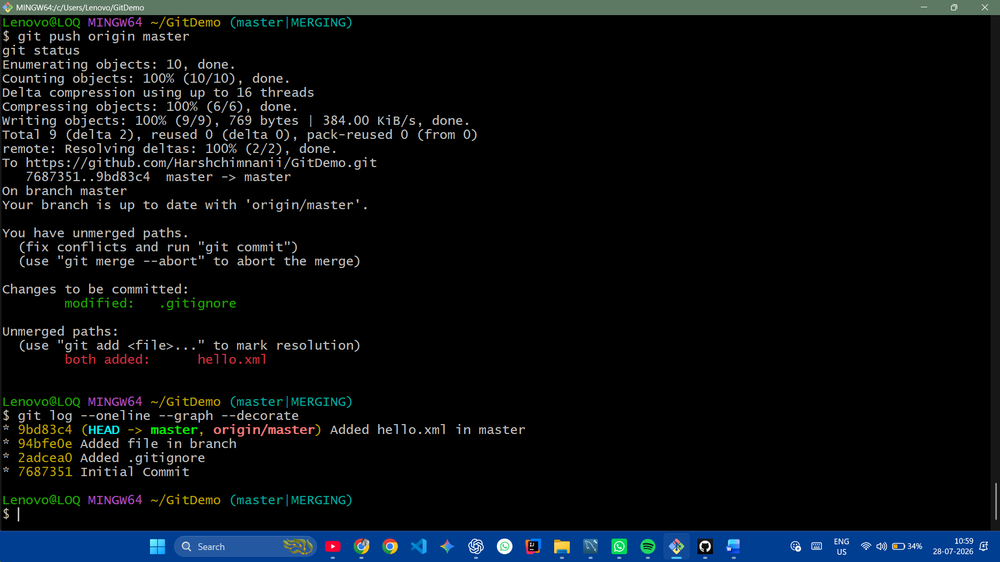 MINGW64:/c/Users/Lenovo/GitDemo
Lenovo@LOQ MINGW64 ~/GitDemo (master|MERGING)
$ git push origin master
git status
Enumerating objects: 10, done.
Counting objects: 100% (10/10), done.
Delta compression using up to 16 threads
Compressing objects: 100% (6/6), done.
Writing objects: 100% (9/9), 769 bytes | 384.00 KiB/s, done.
Total 9 (delta 2), reused 0 (delta 0), pack-reused 0 (from 0)
remote: Resolving deltas: 100% (2/2), done.
To https://github.com/Harshchimnanii/GitDemo.git
   7687351..9bd83c4  master -> master
On branch master
Your branch is up to date with 'origin/master'.
You have unmerged paths.
  (fix conflicts and run "git commit")
  (use "git merge --abort" to abort the merge)
Changes to be committed:
        modified:   .gitignore
Unmerged paths:
  (use "git add <file>..." to mark resolution)
        both added:      hello.xml
Lenovo@LOQ MINGW64 ~/GitDemo (master|MERGING)
$ git log --oneline --graph --decorate
* 9bd83c4 (HEAD -> master, origin/master) Added hello.xml in master
* 94bfe0e Added file in branch
* 2adcea0 Added .gitignore
* 7687351 Initial Commit
Lenovo@LOQ MINGW64 ~/GitDemo (master|MERGING)
$
Search
ENG
US
34%
10:59
28-07-2026